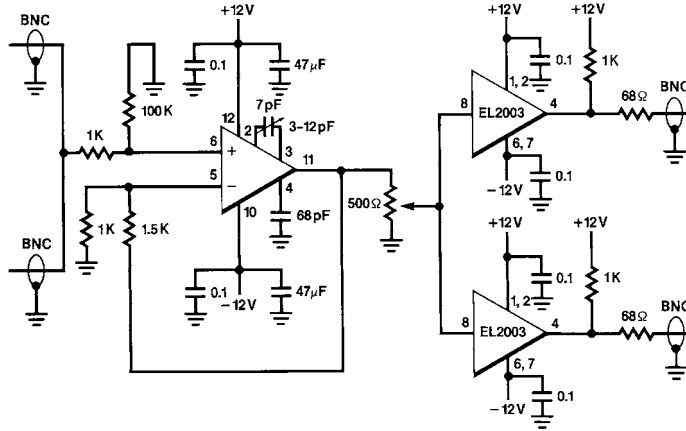 +12V
+12V
+12V
BNC
BNC
0.1
47µF
0.1
1K
7pF
1, 2
100K
12
2
3–12pF
8
EL2003
4
68Ω
1K
6
+
3
11
6, 7
5
−
4
500Ω
−12V
0.1
1K
1.5K
10
68pF
+12V
+12V
BNC
BNC
0.1
−12V
47µF
0.1
1K
1, 2
8
EL2003
4
68Ω
6, 7
−12V
0.1